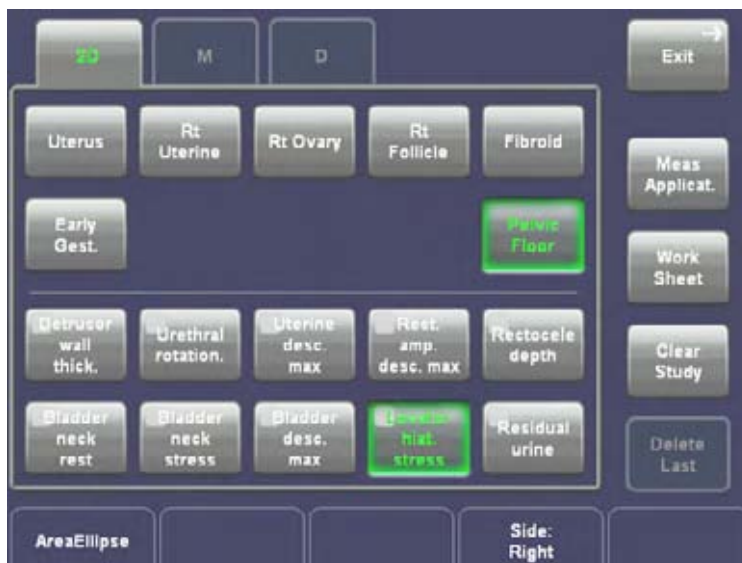 2D
M
D
Exit
Uterus
Rt
Uterine
Rt Ovary
Rt
Follicle
Fibroid
Meas
Applicat.
Early
Gest.
Pelvic
Floor
Work
Sheet
Detrusor
wall
thick.
Urethral
rotation.
Uterine
desc.
max
Rest.
amp.
desc. max
Rectocele
depth
Clear
Study
Bladder
neck
rest
Bladder
neck
stress
Bladder
desc.
max
hiat.
stress
Residual
urine
Delete
Last
AreaEllipse
Side:
Right